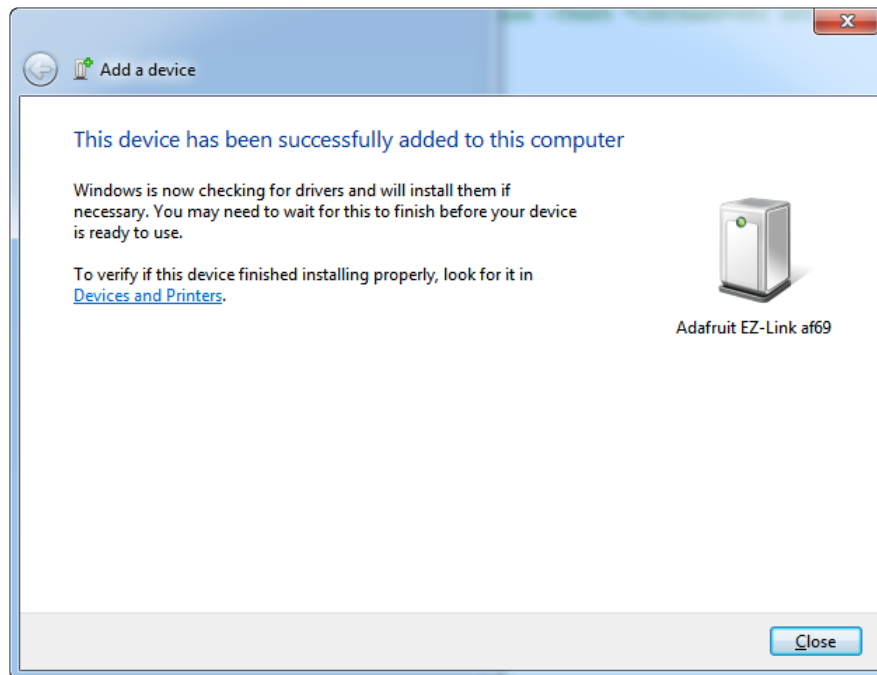 Add a device
This device has been successfully added to this computer
Windows is now checking for drivers and will install them if
necessary. You may need to wait for this to finish before your device
is ready to use.
To verify if this device finished installing properly, look for it in
Devices and Printers.
Adafruit EZ-Link af69
Close